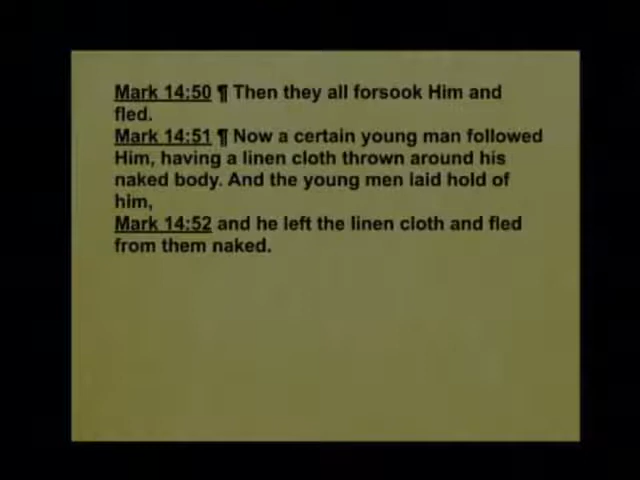 Mark 14:50 ¶ Then they all forsook Him and
fled.
Mark 14:51 ¶ Now a certain young man followed
Him, having a linen cloth thrown around his
naked body. And the young men laid hold of
him,
Mark 14:52 and he left the linen cloth and fled
from them naked.